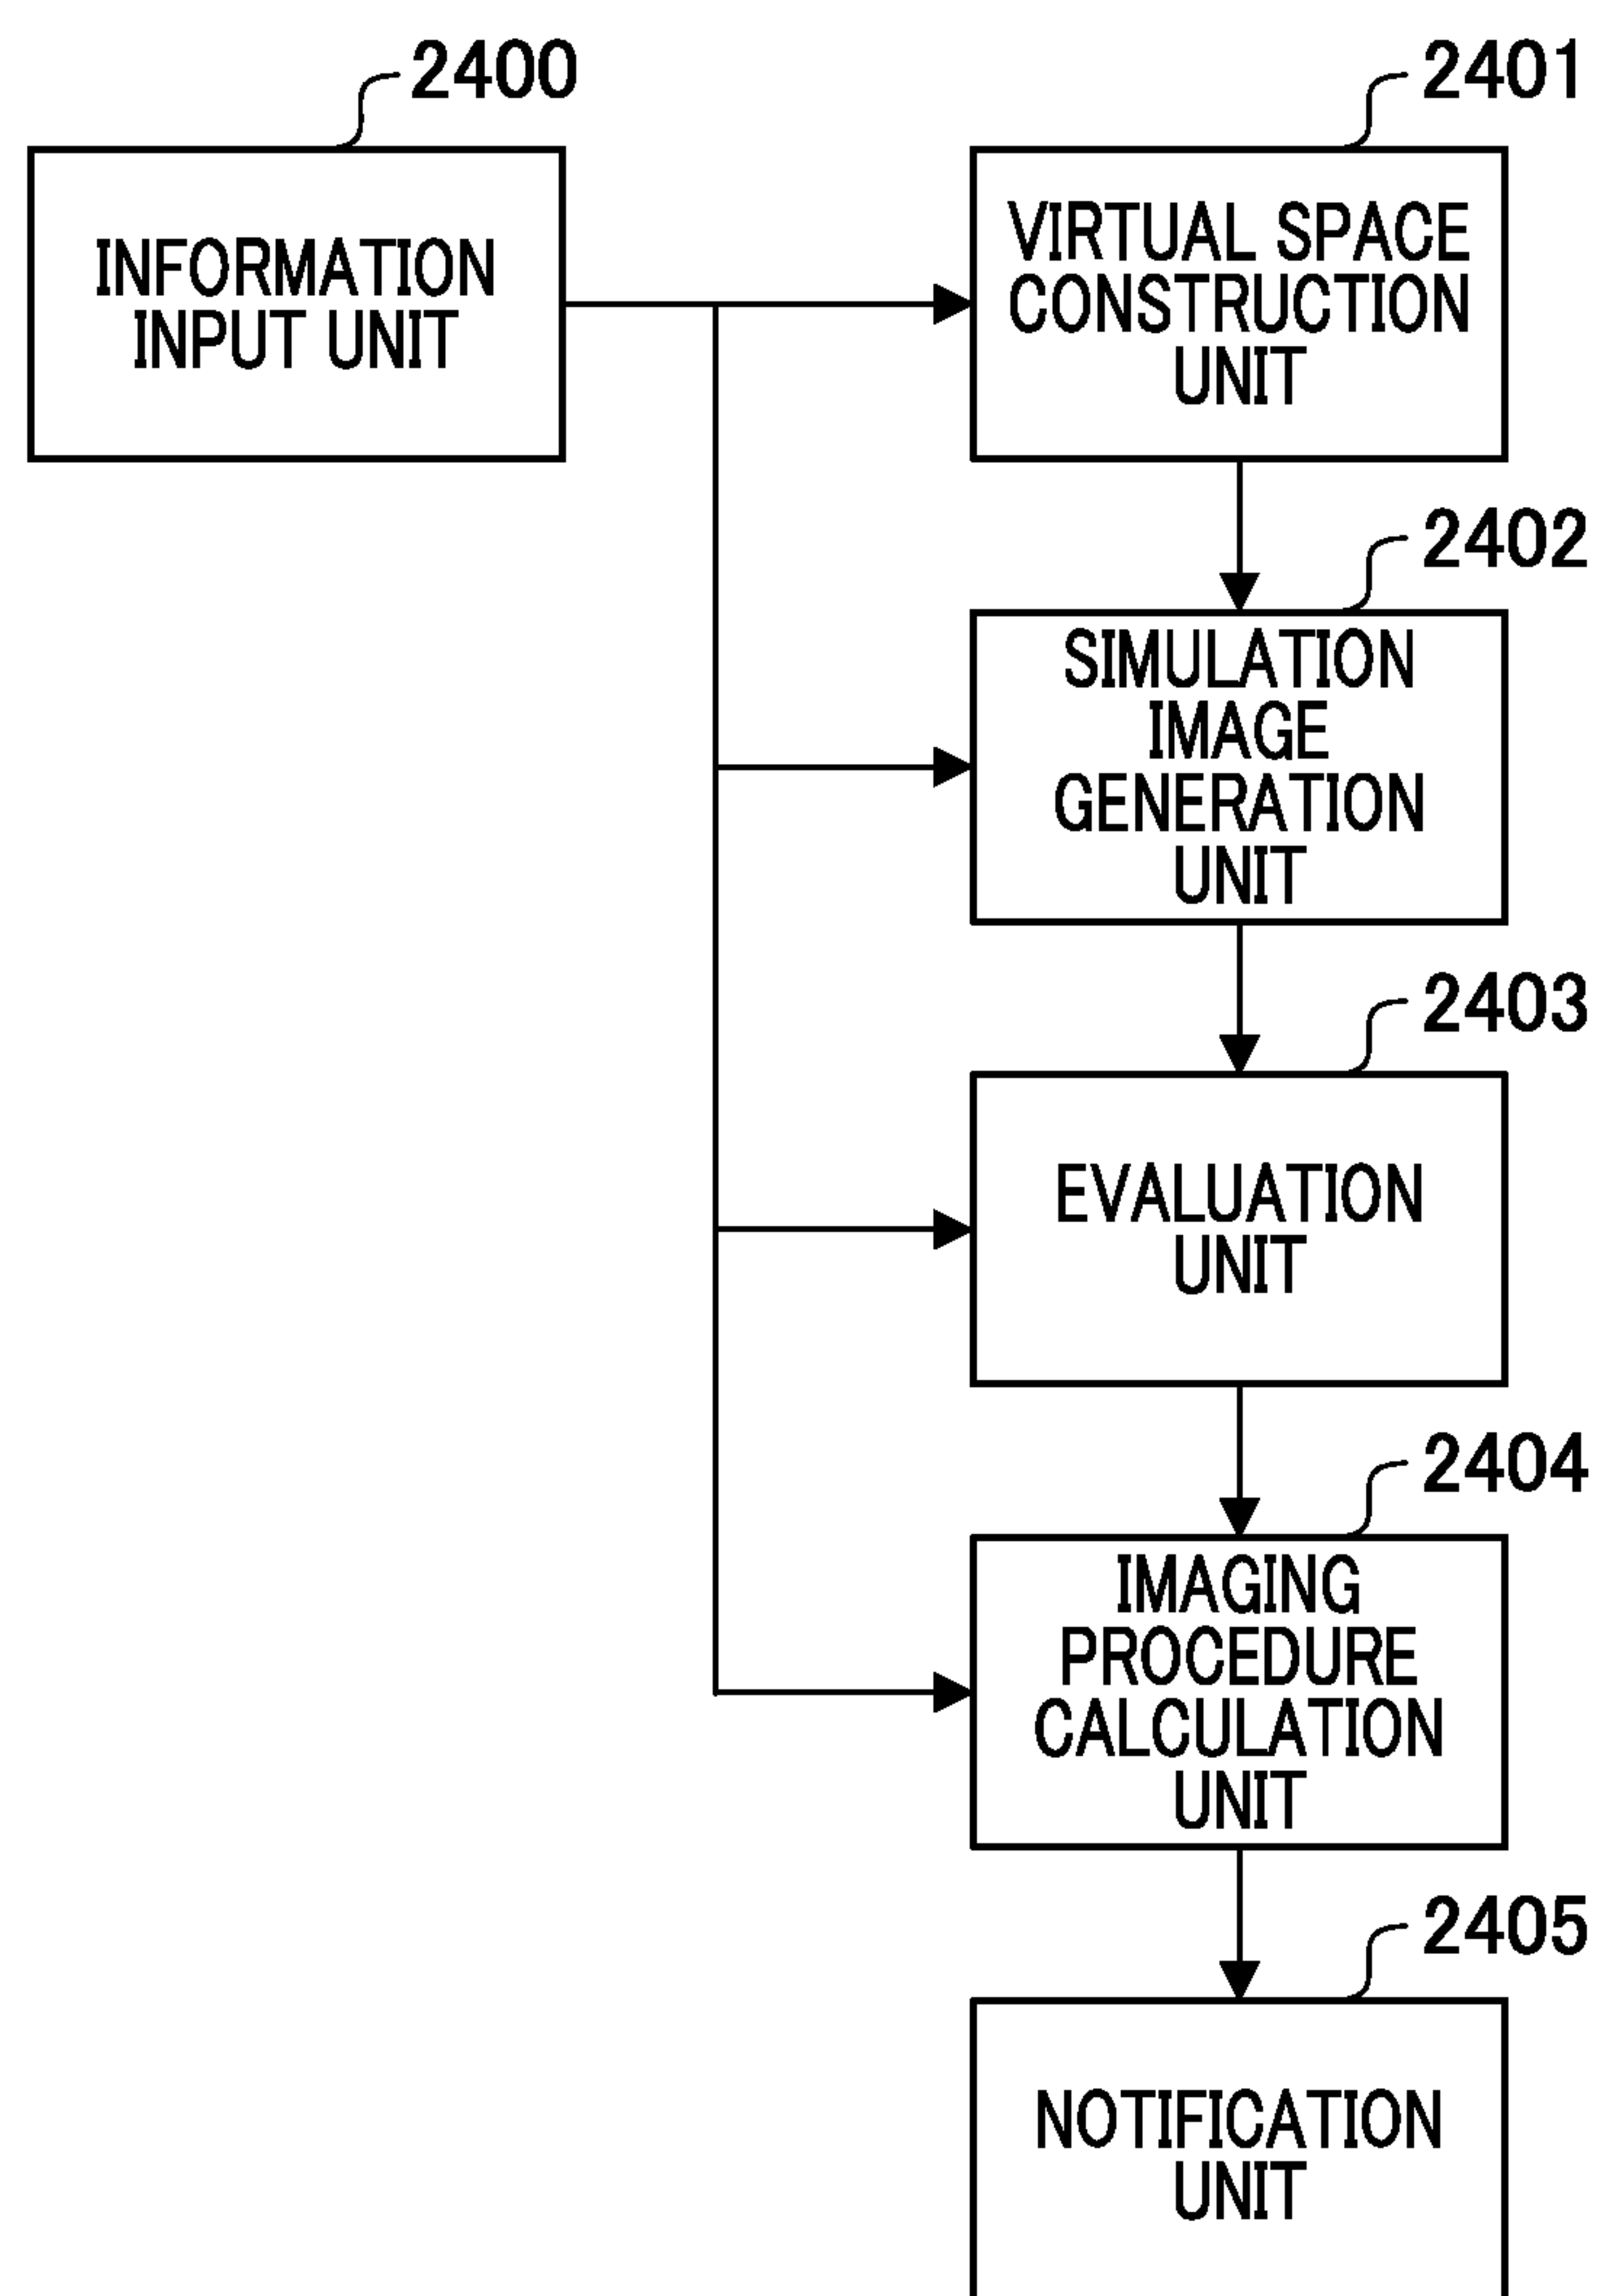 2400
INFORMATION
INPUT UNIT
2401
VIRTUAL SPACE
CONSTRUCTION
UNIT
2402
SIMULATION
IMAGE
GENERATION
UNIT
2403
EVALUATION
UNIT
2404
IMAGING
PROCEDURE
CALCULATION
UNIT
2405
NOTIFICATION
UNIT